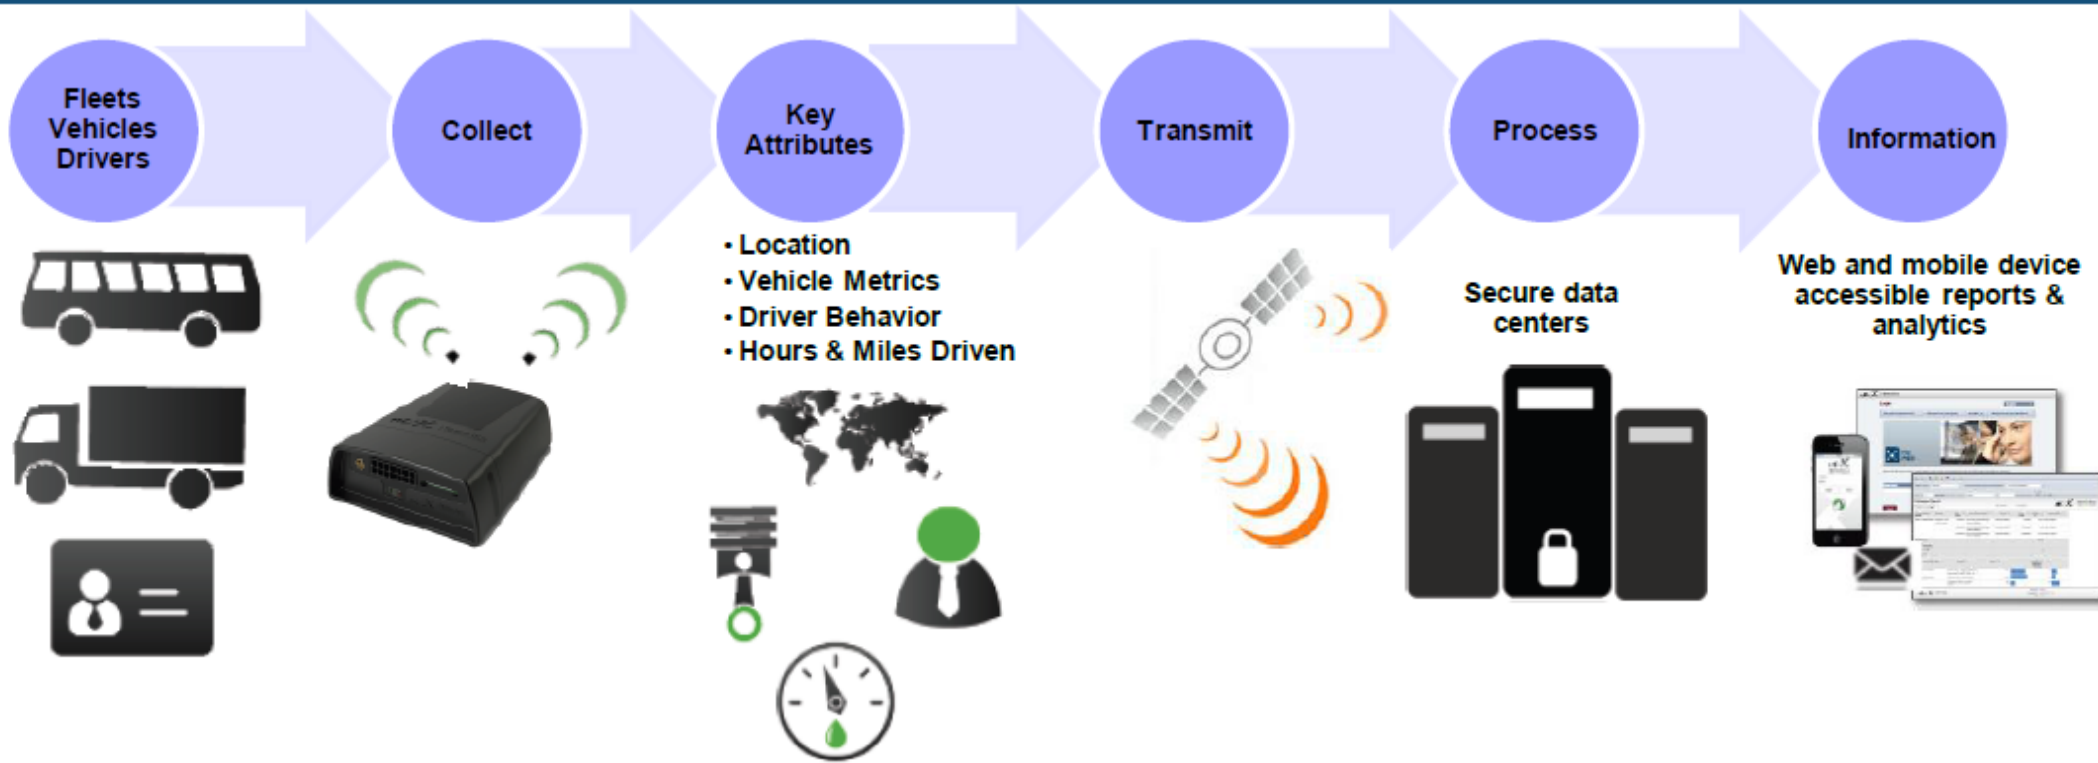 Fleets
Vehicles
Drivers
Collect
Key
Attributes
Transmit
Process
Information
• Location
• Vehicle Metrics
• Driver Behavior
• Hours & Miles Driven
Secure data
centers
Web and mobile device
accessible reports &
analytics